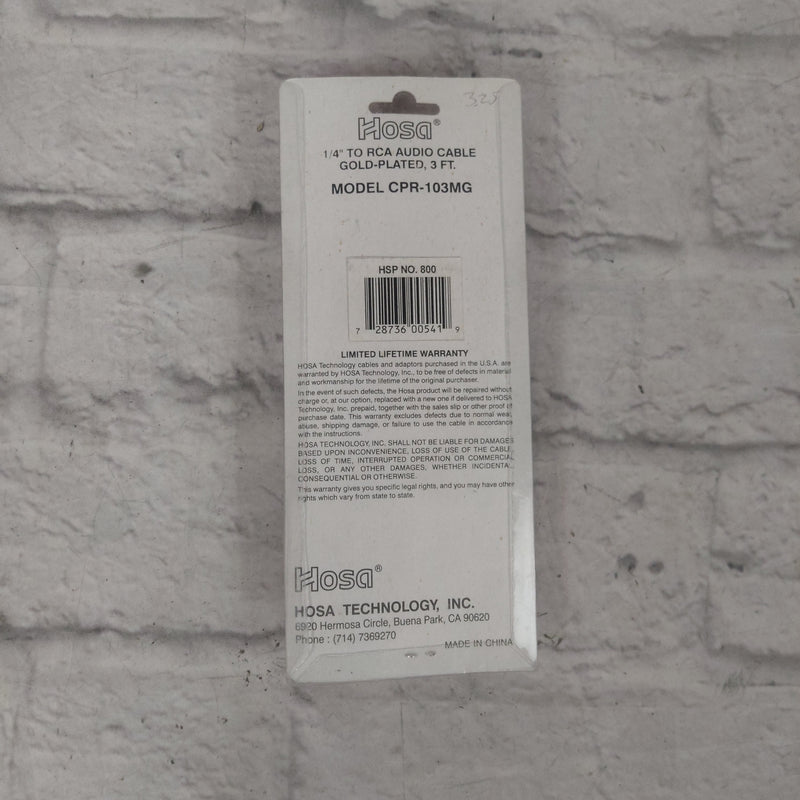 325
Hosa®
1/4" TO RCA AUDIO CABLE
GOLD-PLATED, 3 FT.
MODEL CPR-103MG
HSP NO. 800
7 28736 00541 9
LIMITED LIFETIME WARRANTY
HOSA Technology cables and adaptors purchased in the U.S.A. are
warranted by HOSA Technology, Inc., to be free of defects in material
and workmanship for the lifetime of the original purchaser.
In the event of such defects, the Hosa product will be repaired without
charge or, at our option, replaced with a new one if delivered to HOSA
Technology, Inc. prepaid, together with the sales slip or other proof of
purchase date. This warranty excludes defects due to normal wear,
abuse, shipping damage, or failure to use the cable in accordance
with the instructions.
HOSA TECHNOLOGY, INC. SHALL NOT BE LIABLE FOR DAMAGES
BASED UPON INCONVENIENCE, LOSS OF USE OF THE CABLE,
LOSS OF TIME, INTERRUPTED OPERATION OR COMMERCIAL
LOSS, OR ANY OTHER DAMAGES, WHETHER INCIDENTAL,
CONSEQUENTIAL OR OTHERWISE.
This warranty gives you specific legal rights, and you may have other
rights which vary from state to state.
Hosa®
HOSA TECHNOLOGY, INC.
6920 Hermosa Circle, Buena Park, CA 90620
Phone : (714) 7369270
MADE IN CHINA